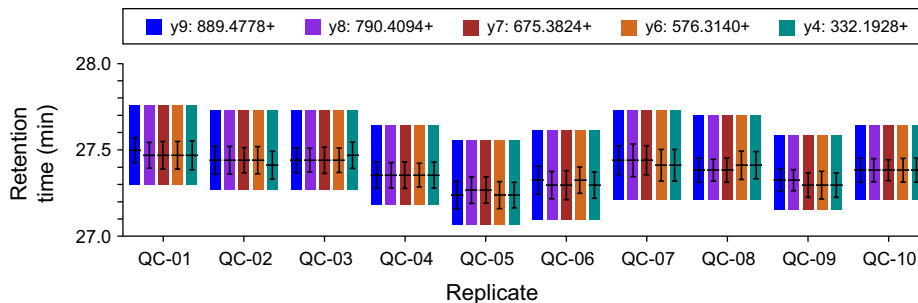 y9: 889.4778+ y8: 790.4094+ y7: 675.3824+ y6: 576.3140+ y4: 332.1928+
Retention
time (min)
28.0
27.5
27.0
QC-01 QC-02 QC-03 QC-04 QC-05 QC-06 QC-07 QC-08 QC-09 QC-10
Replicate